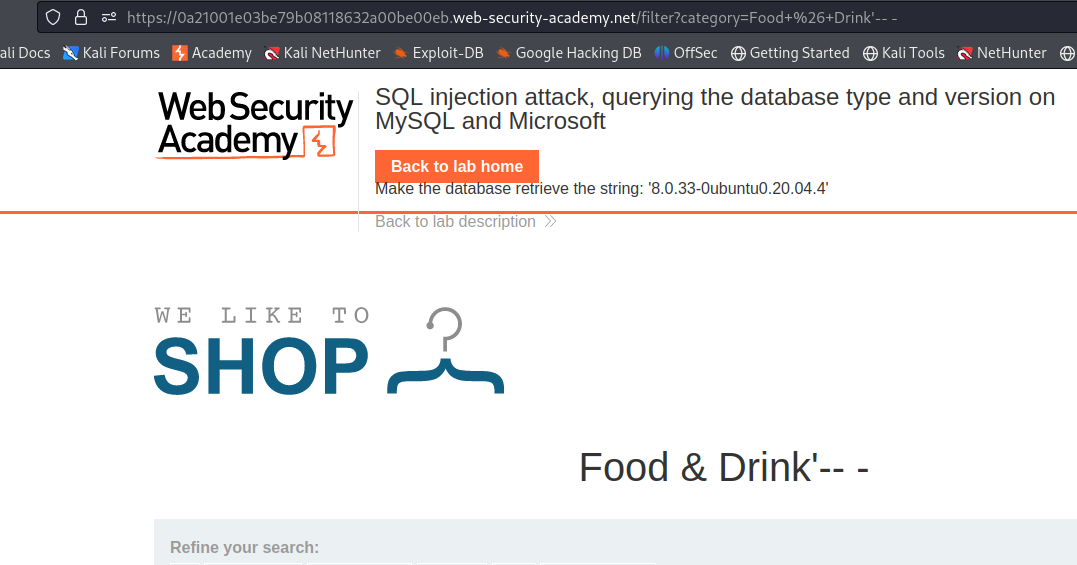 https://0a21001e03be79b08118632a00be00eb.web-security-academy.net/filter?category=Food+%26+Drink'-- -
ali Docs Kali Forums Academy Kali NetHunter Exploit-DB Google Hacking DB OffSec Getting Started Kali Tools NetHunter
Web Security
Academy
SQL injection attack, querying the database type and version on
MySQL and Microsoft
Back to lab home
Make the database retrieve the string: '8.0.33-0ubuntu0.20.04.4'
Back to lab description
WE LIKE TO
SHOP
Food & Drink'-- -
Refine your search: